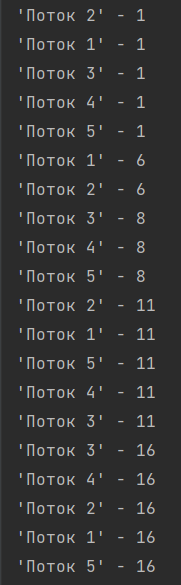 'Поток 2' - 1
'Поток 1' - 1
'Поток 3' - 1
'Поток 4' - 1
'Поток 5' - 1
'Поток 1' - 6
'Поток 2' - 6
'Поток 3' - 8
'Поток 4' - 8
'Поток 5' - 8
'Поток 2' - 11
'Поток 1' - 11
'Поток 5' - 11
'Поток 4' - 11
'Поток 3' - 11
'Поток 3' - 16
'Поток 4' - 16
'Поток 2' - 16
'Поток 1' - 16
'Поток 5' - 16